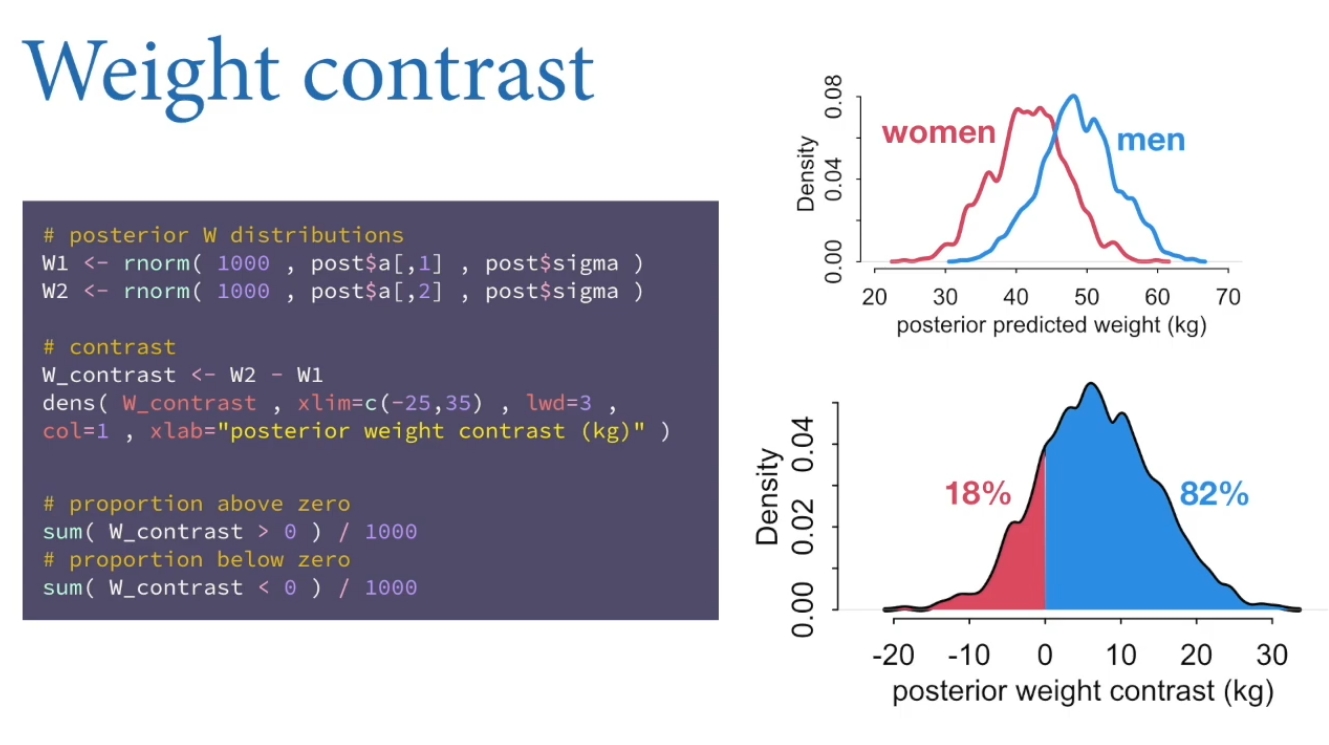 Weight contrast
# posterior W distributions
W1 <- rnorm( 1000 , post$a[,1] , post$sigma )
W2 <- rnorm( 1000 , post$a[,2] , post$sigma )
# contrast
W_contrast <- W2 - W1
dens( W_contrast , xlim=c(-25,35) , lwd=3 ,
col=1 , xlab="posterior weight contrast (kg)" )
# proportion above zero
sum( W_contrast > 0 ) / 1000
# proportion below zero
sum( W_contrast < 0 ) / 1000
women
men
Density
0.00 0.04 0.08
20 30 40 50 60 70
posterior predicted weight (kg)
18%
82%
Density
0.00 0.02 0.04
-20 -10 0 10 20 30
posterior weight contrast (kg)